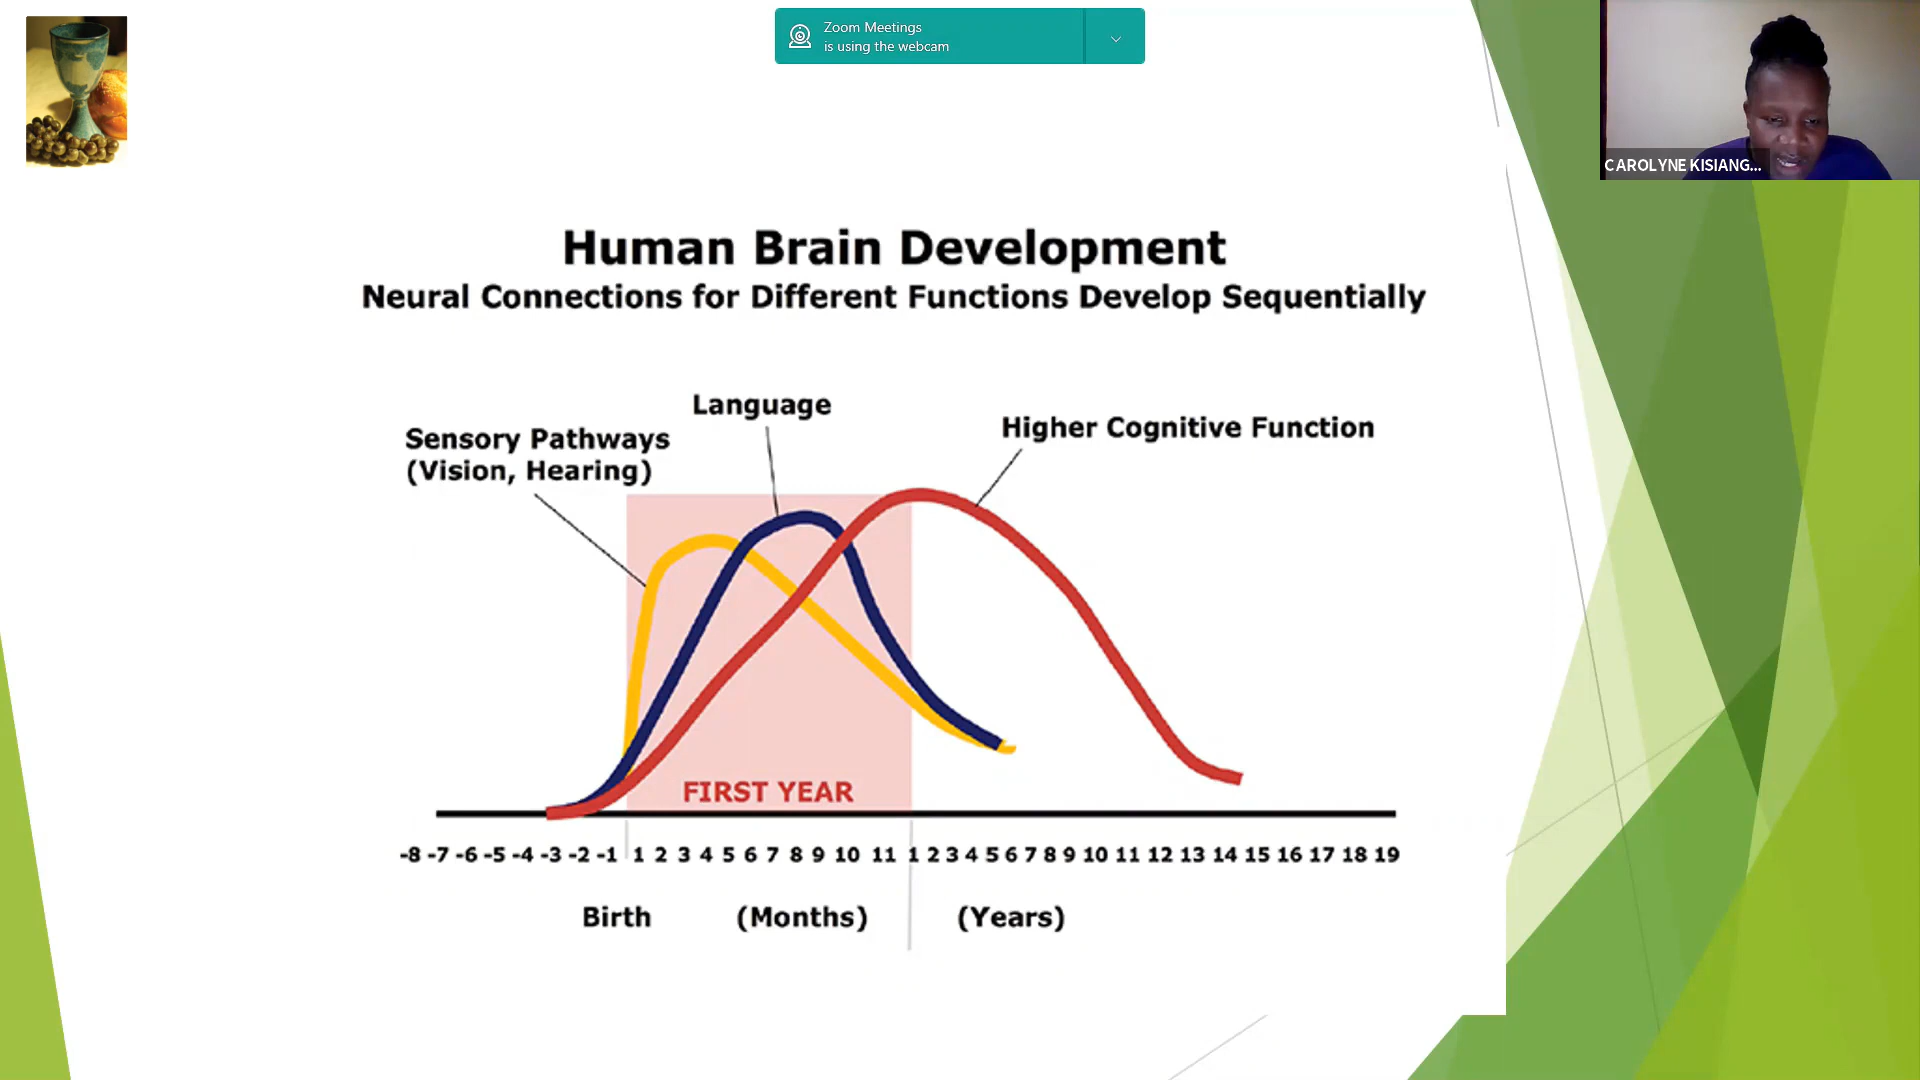 Zoom Meetings
is using the webcam
CAROLYNE KISIANG...
Human Brain Development
Neural Connections for Different Functions Develop Sequentially
Language
Higher Cognitive Function
Sensory Pathways
(Vision, Hearing)
FIRST YEAR
-8 -7 -6 -5 -4 -3 -2 -1 1 2 3 4 5 6 7 8 9 10 11 1 2 3 4 5 6 7 8 9 10 11 12 13 14 15 16 17 18 19
Birth (Months) (Years)